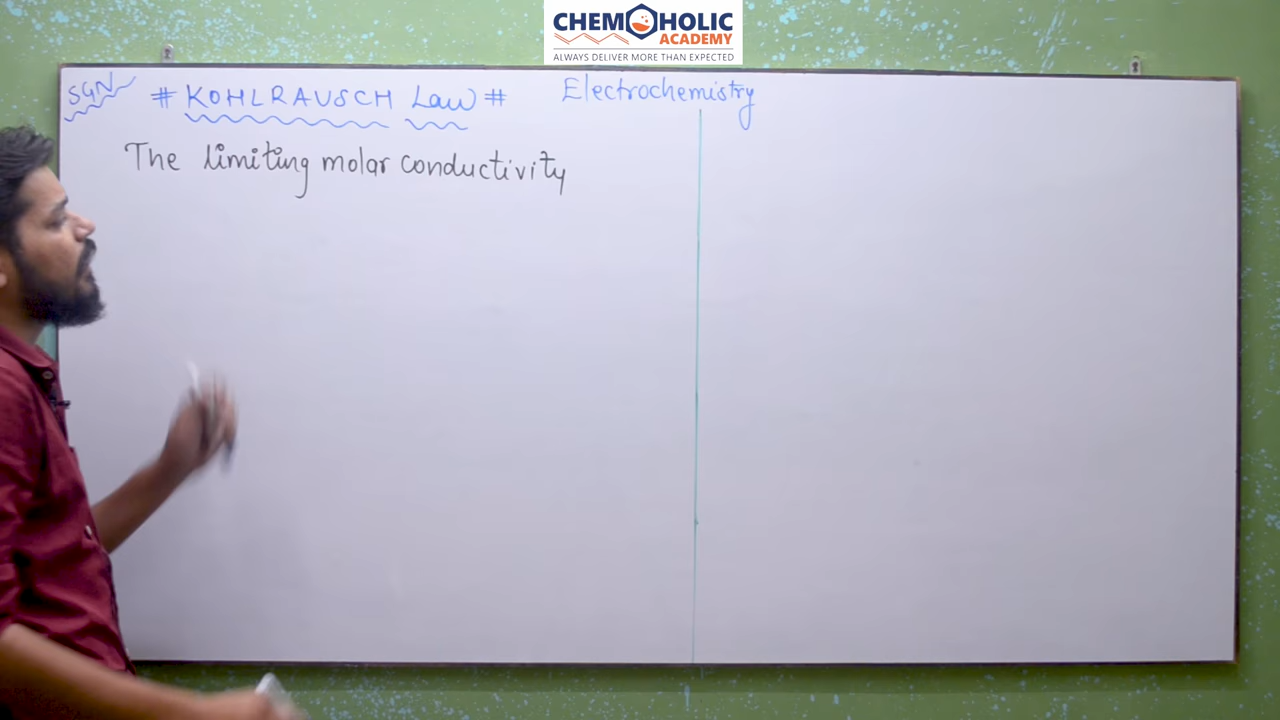 CHEMOHOLIC
ACADEMY
ALWAYS DELIVER MORE THAN EXPECTED
SGN
# KOHLRAUSCH Law #
Electrochemistry
The limiting molar conductivity